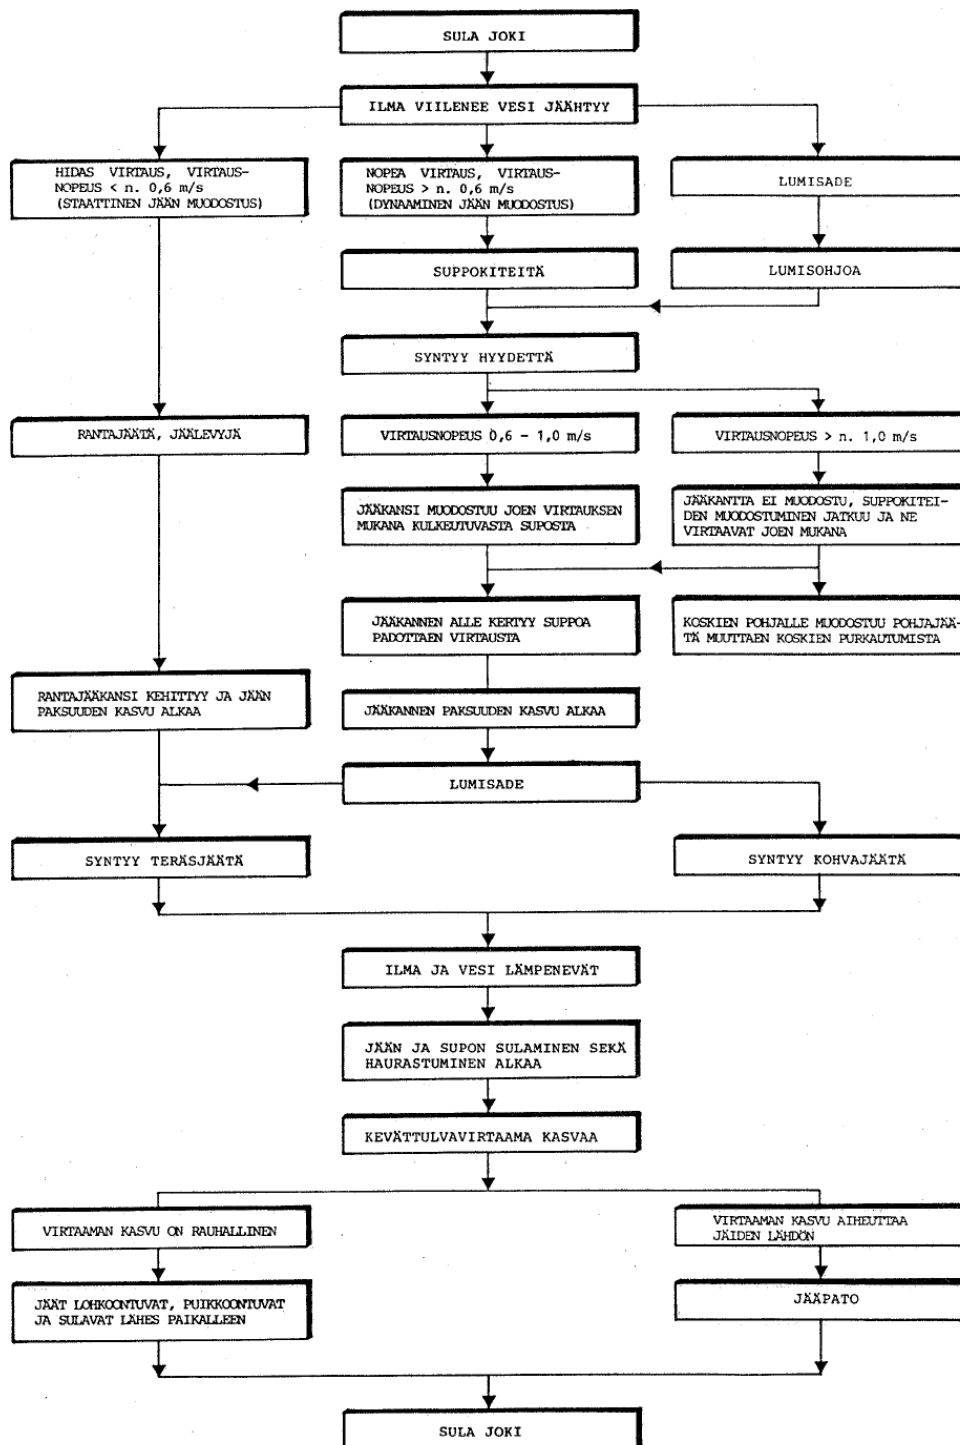 SULA JOKI
ILMA VIILENEE VESI JÄÄHTYY
HIDAS VIRTAUS, VIRTAUS-
NOPEUS < n. 0,6 m/s
(STAATTINEN JÄÄN MUODOSTUS)
NOPEA VIRTAUS, VIRTAUS-
NOPEUS > n. 0,6 m/s
(DYNAAMINEN JÄÄN MUODOSTUS)
LUMISADE
SUPPOKITEITÄ
LUMISOHJOA
SYNTYY HYYDETTÄ
RANTAJÄÄTÄ, JÄÄLEVYJÄ
VIRTAUSNOPEUS 0,6 - 1,0 m/s
VIRTAUSNOPEUS > n. 1,0 m/s
JÄÄKANSI MUODOSTUU JOEN VIRTAUKSEN
MUKANA KULKEUTUVASTA SUPOSTA
JÄÄKANTTA EI MUODOSTU, SUPPOKITEI-
DEN MUODOSTUMINEN JATKUU JA NE
VIRTAAVAT JOEN MUKANA
JÄÄKANNEN ALLE KERTYY SUPPOA
PADOTTAEN VIRTAUSTA
KOSKIEN POHJALLE MUODOSTUU POHJAJÄÄ-
TÄ MUUTTAEN KOSKIEN PURKAUTUMISTA
RANTAJÄÄKANSI KEHITTYY JA JÄÄN
PAKSUUDEN KASVU ALKAA
JÄÄKANNEN PAKSUUDEN KASVU ALKAA
LUMISADE
SYNTYY TERÄSJÄÄTÄ
SYNTYY KOHVAJÄÄTÄ
ILMA JA VESI LÄMPENEVÄT
JÄÄN JA SUPON SULAMINEN SEKÄ
HAURASTUMINEN ALKAA
KEVÄTTULVAVIRTAAMA KASVAA
VIRTAAMAN KASVU ON RAUHALLINEN
VIRTAAMAN KASVU AIHEUTTAA
JÄIDEN LÄHDÖN
JÄÄT LOHKOONTUVAT, PUIKKOONTUVAT
JA SULAVAT LÄHES PAIKALLEEN
JÄÄPATO
SULA JOKI